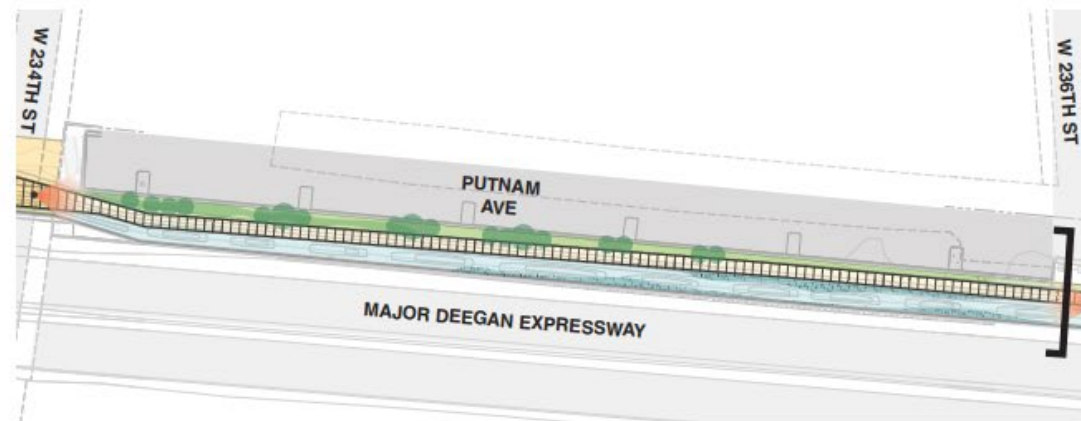 W 234TH ST
W 236TH ST
PUTNAM
AVE
MAJOR DEEGAN EXPRESSWAY